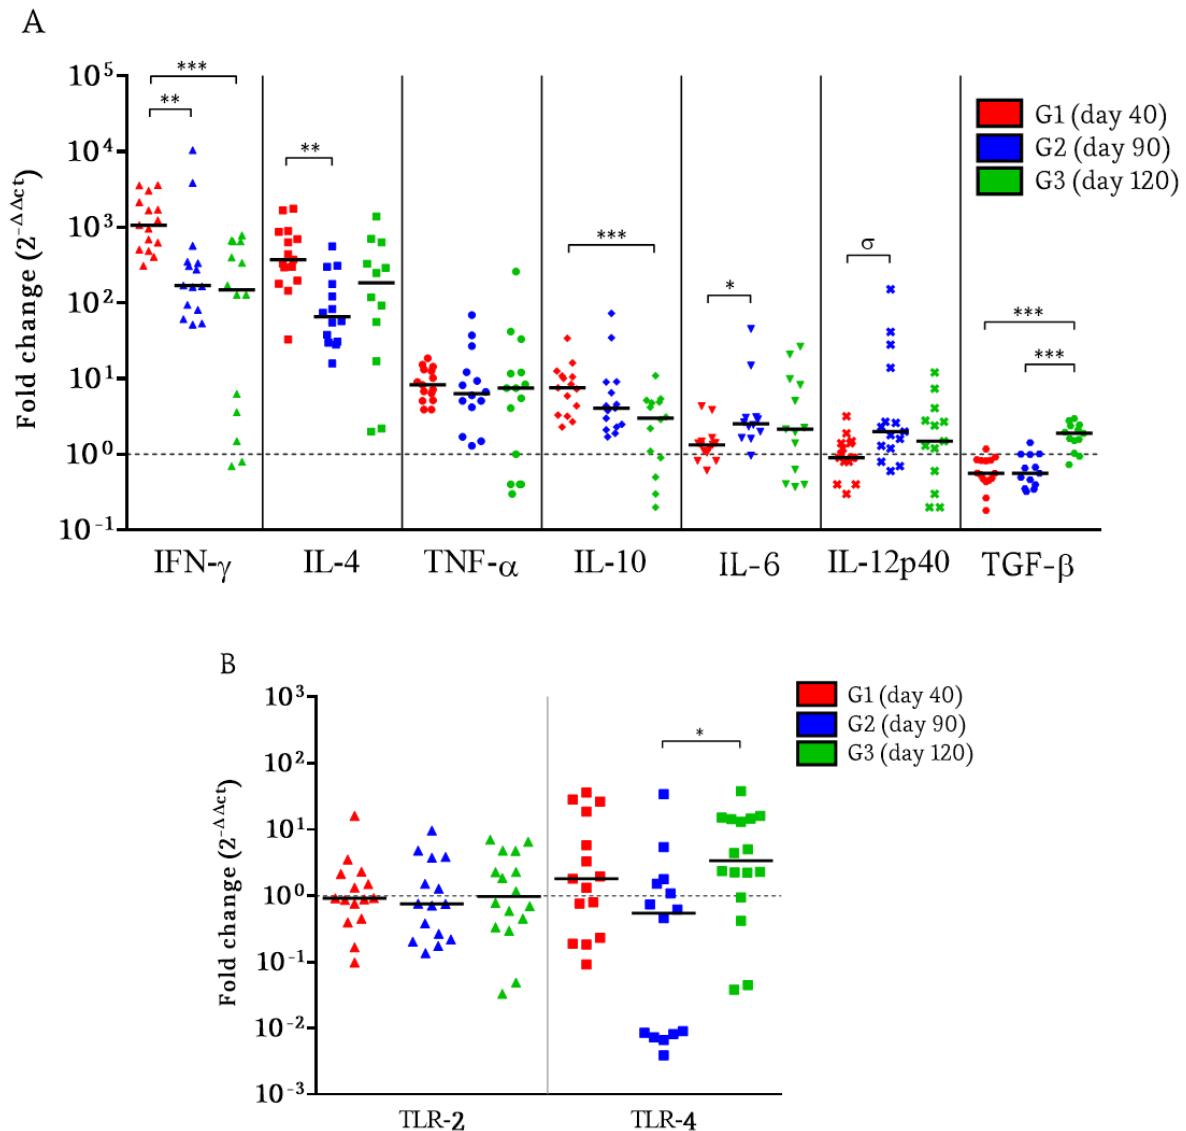 A
Fold change (2⁻ᐃᐃct)
10⁵
10⁴
10³
10²
10¹
10⁰
10⁻¹
***
**
**
***
*
σ
***
***
G1 (day 40)
G2 (day 90)
G3 (day 120)
IFN-γ
IL-4
TNF-α
IL-10
IL-6
IL-12p40
TGF-β
B
Fold change (2⁻ᐃᐃct)
10³
10²
10¹
10⁰
10⁻¹
10⁻²
10⁻³
*
G1 (day 40)
G2 (day 90)
G3 (day 120)
TLR-2
TLR-4